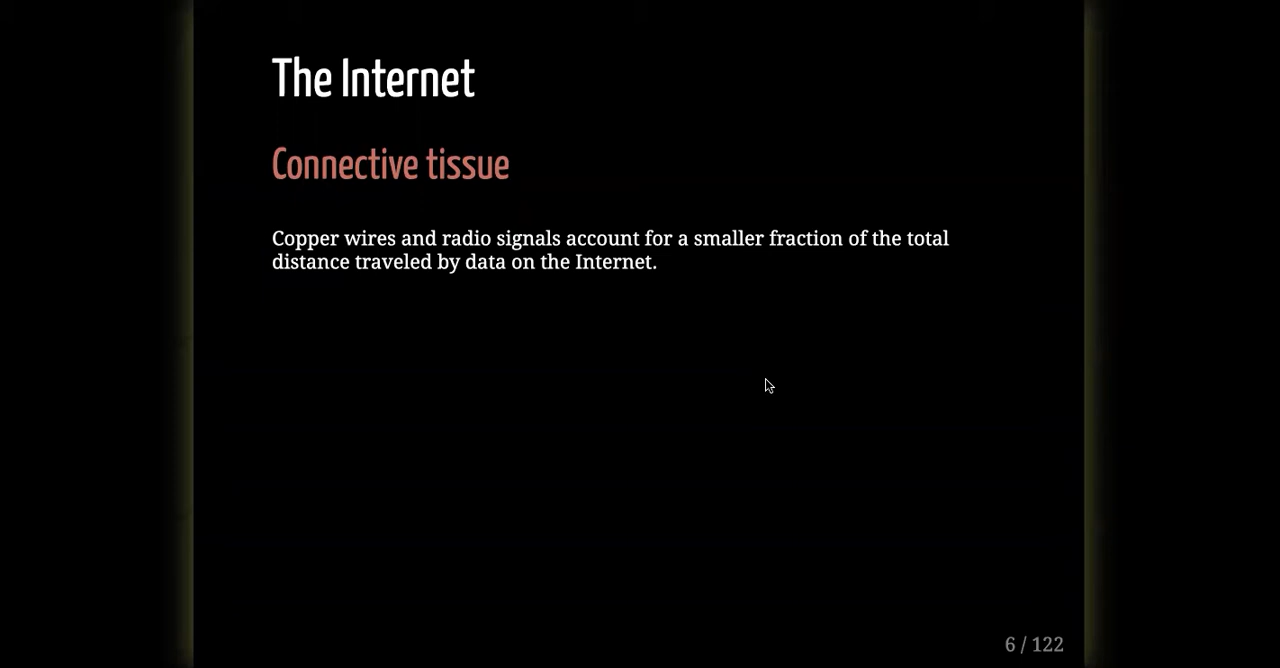 The Internet
Connective tissue
Copper wires and radio signals account for a smaller fraction of the total
distance traveled by data on the Internet.
6 / 122